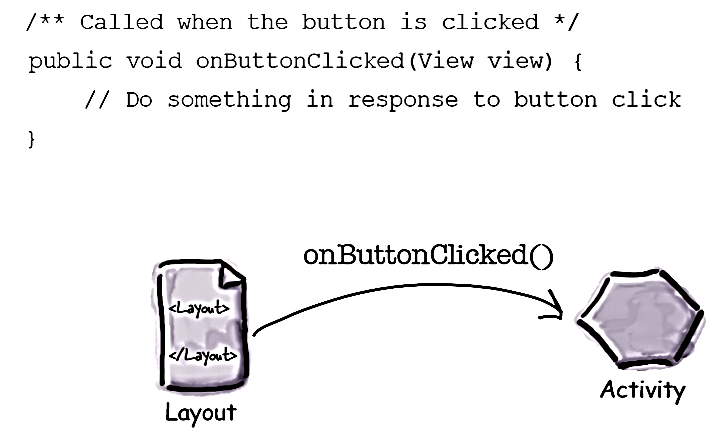 /** Called when the button is clicked */
public void onButtonClicked(View view) {
    // Do something in response to button click
}
onButtonClicked()
<Layout>
</Layout>
Layout
Activity